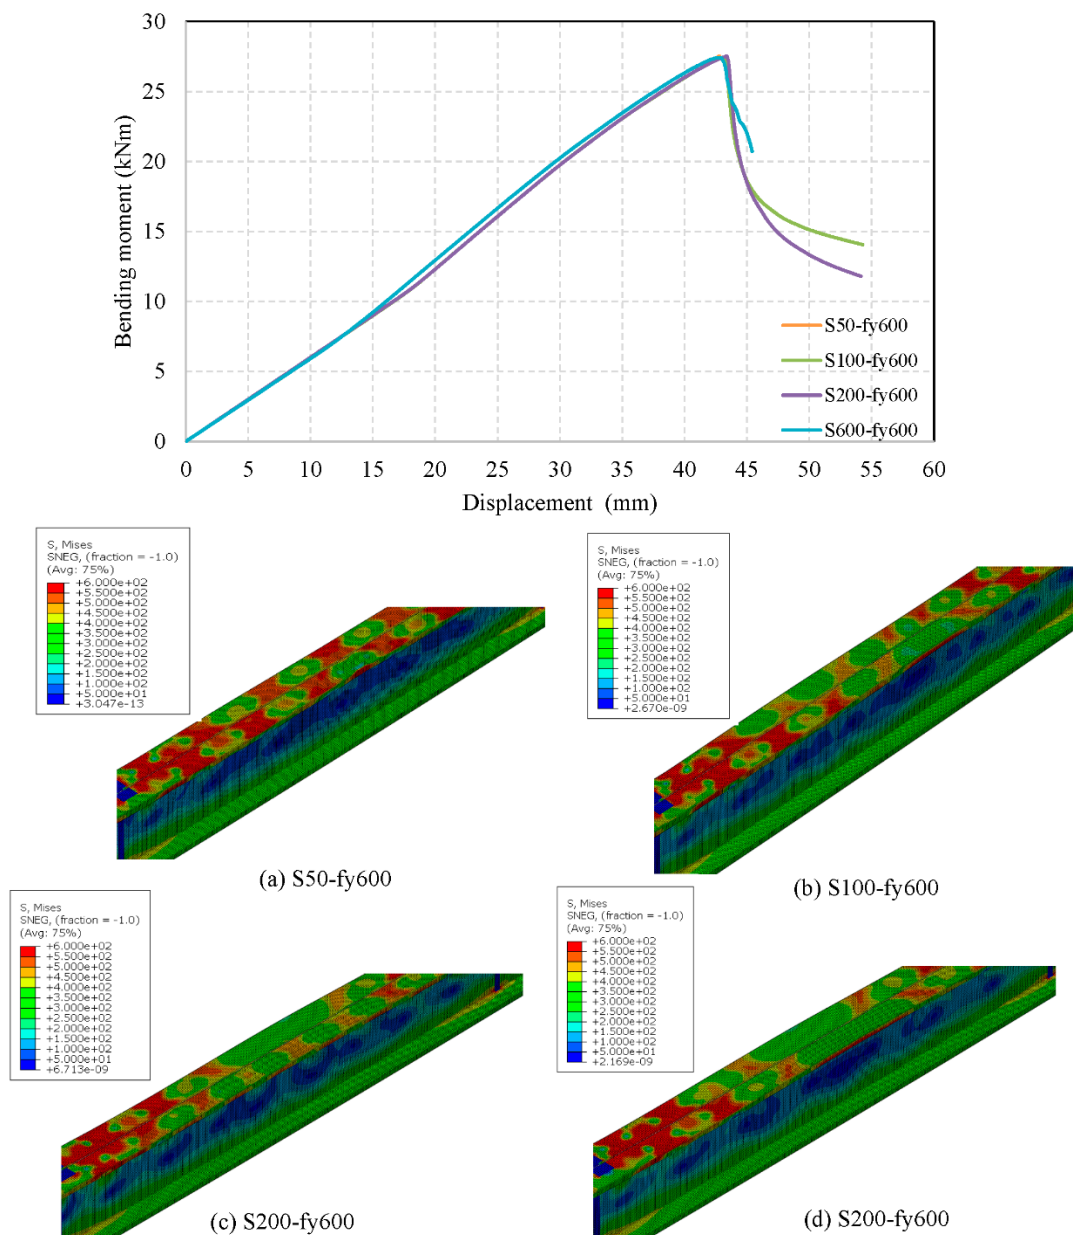 30
25
20
15
10
5
0
Bending moment (kNm)
0 5 10 15 20 25 30 35 40 45 50 55 60
Displacement (mm)
S50-fy600
S100-fy600
S200-fy600
S600-fy600
S, Mises
SNEG, (fraction = -1.0)
(Avg: 75%)
+6.000e+02
+5.500e+02
+5.000e+02
+4.500e+02
+4.000e+02
+3.500e+02
+3.000e+02
+2.500e+02
+2.000e+02
+1.500e+02
+1.000e+02
+5.000e+01
+3.047e-13
(a) S50-fy600
S, Mises
SNEG, (fraction = -1.0)
(Avg: 75%)
+6.000e+02
+5.500e+02
+5.000e+02
+4.500e+02
+4.000e+02
+3.500e+02
+3.000e+02
+2.500e+02
+2.000e+02
+1.500e+02
+1.000e+02
+5.000e+01
+2.670e-09
(b) S100-fy600
S, Mises
SNEG, (fraction = -1.0)
(Avg: 75%)
+6.000e+02
+5.500e+02
+5.000e+02
+4.500e+02
+4.000e+02
+3.500e+02
+3.000e+02
+2.500e+02
+2.000e+02
+1.500e+02
+1.000e+02
+5.000e+01
+6.713e-09
(c) S200-fy600
S, Mises
SNEG, (fraction = -1.0)
(Avg: 75%)
+6.000e+02
+5.500e+02
+5.000e+02
+4.500e+02
+4.000e+02
+3.500e+02
+3.000e+02
+2.500e+02
+2.000e+02
+1.500e+02
+1.000e+02
+5.000e+01
+2.169e-09
(d) S200-fy600